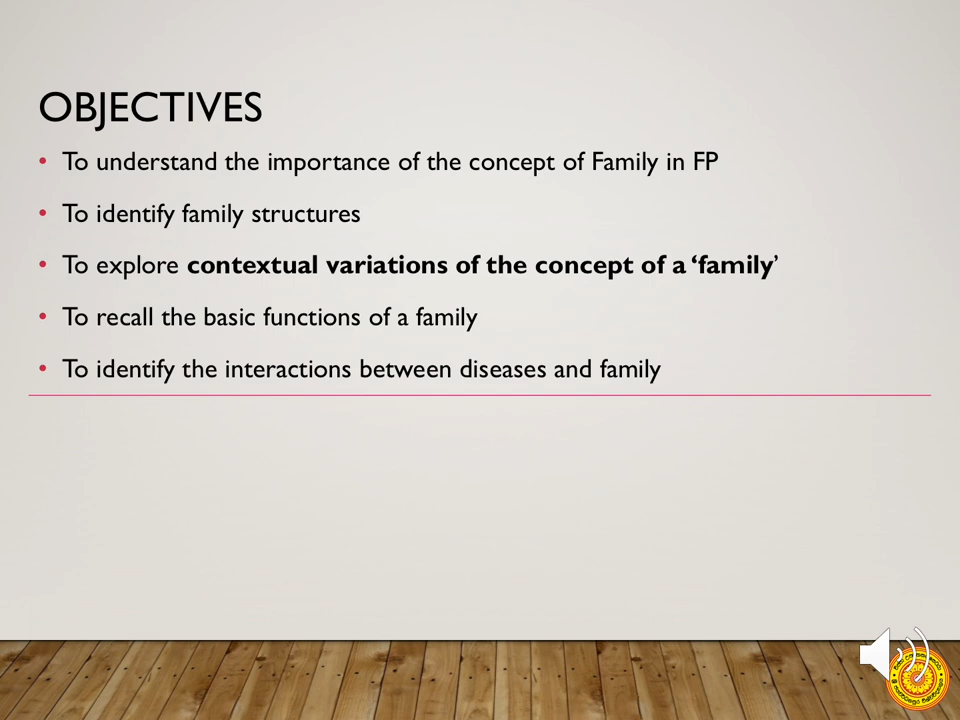 OBJECTIVES
• To understand the importance of the concept of Family in FP
• To identify family structures
• To explore contextual variations of the concept of a ‘family’
• To recall the basic functions of a family
• To identify the interactions between diseases and family